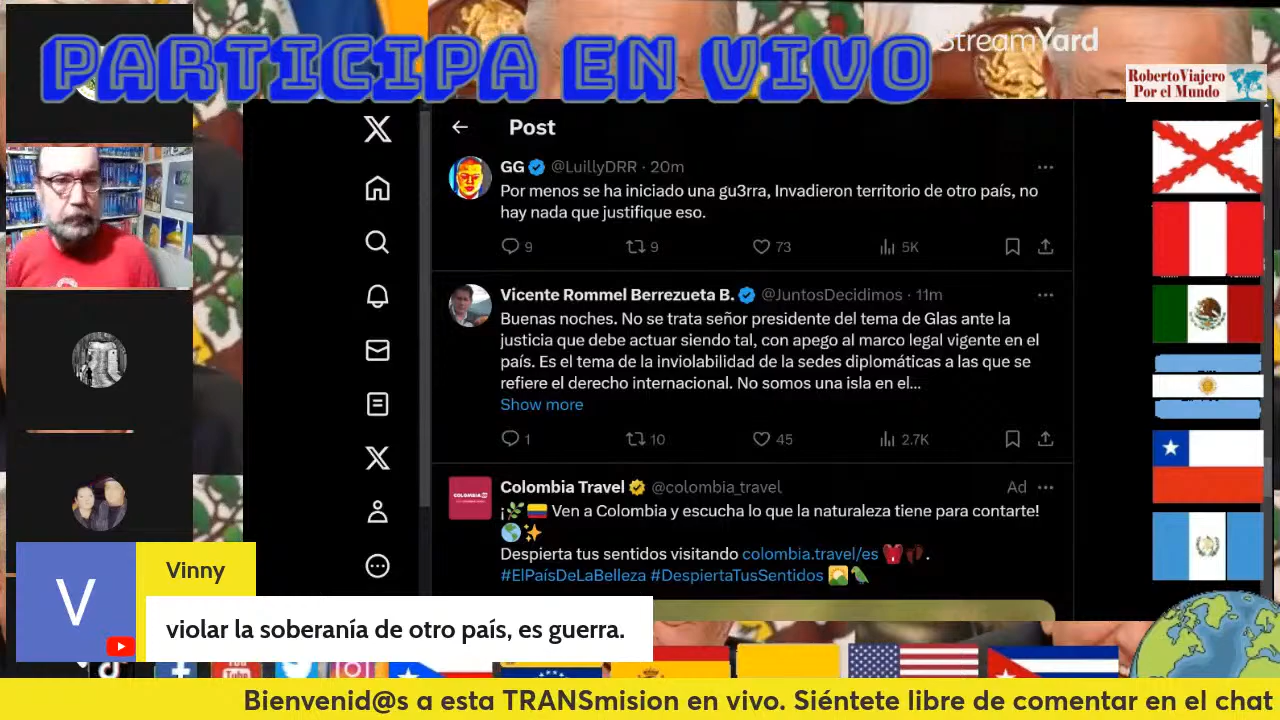 PARTICIPA EN VIVO
StreamYard
RobertoViajero
Por el Mundo
Post
GG @LuillyDRR · 20m
Por menos se ha iniciado una gu3rra, Invadieron territorio de otro país, no
hay nada que justifique eso.
9 9 73 5K
Vicente Rommel Berrezueta B. @JuntosDecidimos · 11m
Buenas noches. No se trata señor presidente del tema de Glas ante la
justicia que debe actuar siendo tal, con apego al marco legal vigente en el
país. Es el tema de la inviolabilidad de la sedes diplomáticas a las que se
refiere el derecho internacional. No somos una isla en el...
Show more
1 10 45 2.7K
Colombia Travel @colombia_travel Ad
¡🌿🇨🇴 Ven a Colombia y escucha lo que la naturaleza tiene para contarte!
🌎✨
Despierta tus sentidos visitando colombia.travel/es 🫀👣.
#ElPaísDeLaBelleza #DespiertaTusSentidos 🌄🦜
V
Vinny
violar la soberanía de otro país, es guerra.
You
Tube
Bienvenid@s a esta TRANSmision en vivo. Siéntete libre de comentar en el chat